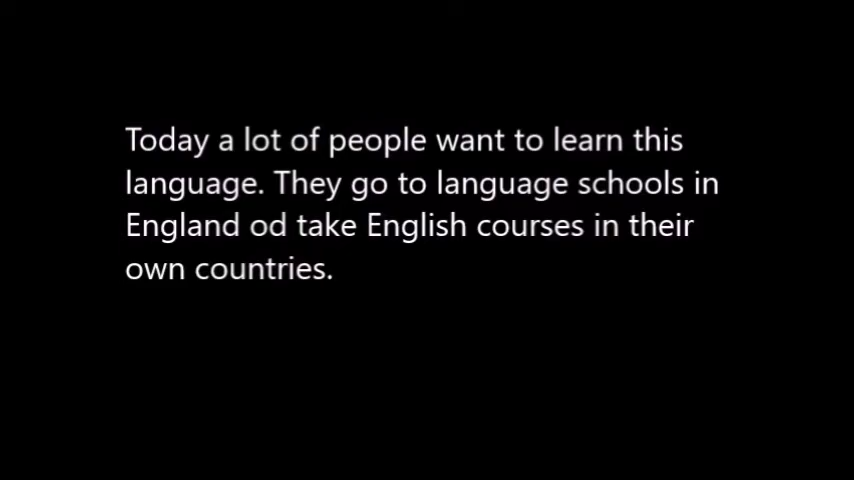 Today a lot of people want to learn this
language. They go to language schools in
England od take English courses in their
own countries.